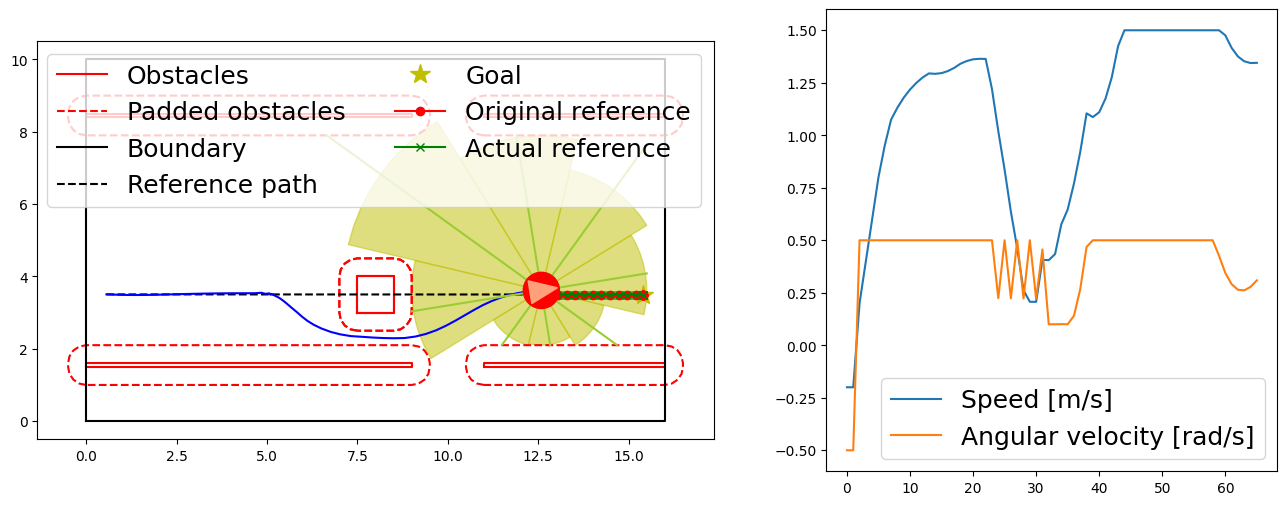 Obstacles
Padded obstacles
Boundary
Reference path
Goal
Original reference
Actual reference
10
8
6
4
2
0
0.0 2.5 5.0 7.5 10.0 12.5 15.0
1.50
1.25
1.00
0.75
0.50
0.25
0.00
−0.25
−0.50
Speed [m/s]
Angular velocity [rad/s]
0 10 20 30 40 50 60